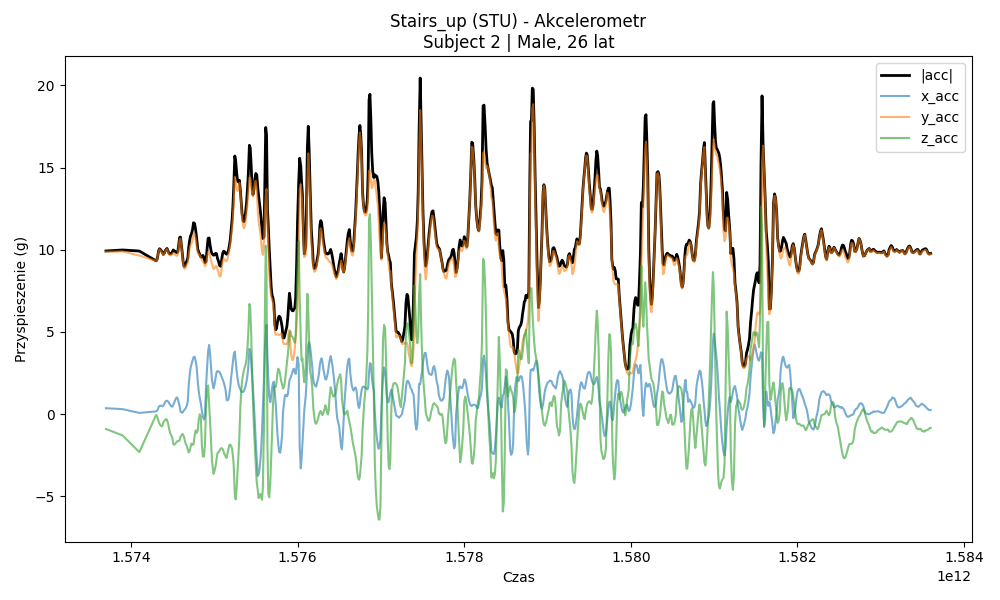 Stairs_up (STU) - Akcelerometr
Subject 2 | Male, 26 lat
|acc|
x_acc
y_acc
z_acc
Przyspieszenie (g)
20
15
10
5
0
−5
1.574
1.576
1.578
1.580
1.582
1.584
1e12
Czas